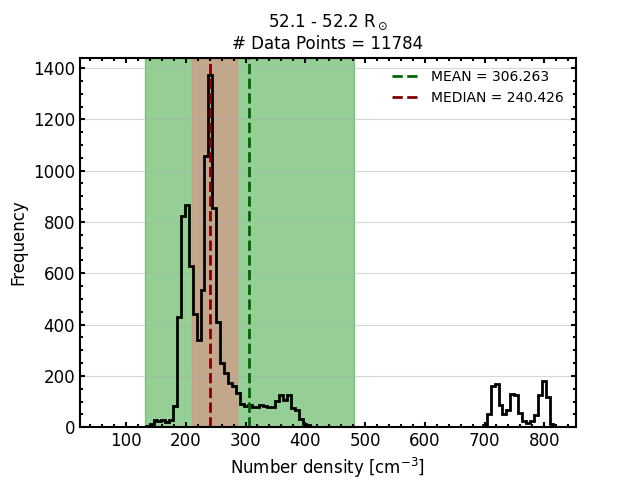 52.1 - 52.2 R⊙
# Data Points = 11784
MEAN = 306.263
MEDIAN = 240.426
Frequency
1400
1200
1000
800
600
400
200
0
100 200 300 400 500 600 700 800
Number density [cm⁻³]